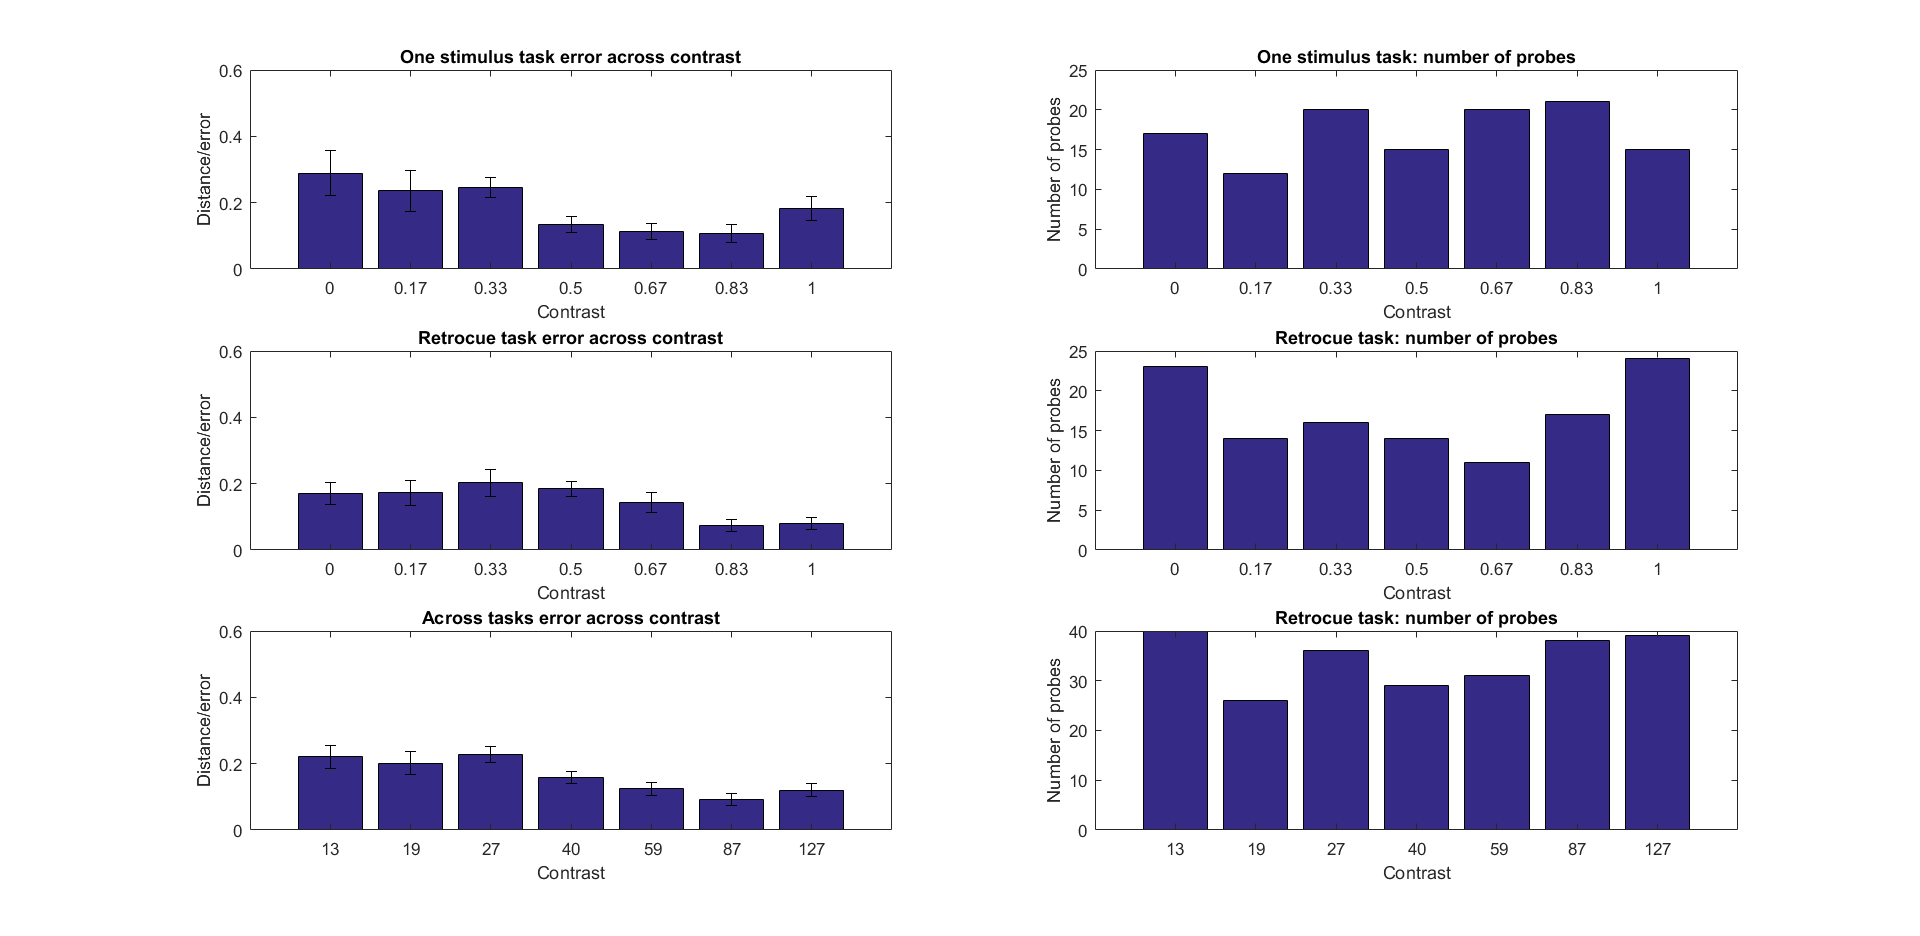 One stimulus task error across contrast
0.6
0.4
0.2
0
Distance/error
0 0.17 0.33 0.5 0.67 0.83 1
Contrast
One stimulus task: number of probes
25
20
15
10
5
0
Number of probes
0 0.17 0.33 0.5 0.67 0.83 1
Contrast
Retrocue task error across contrast
0.6
0.4
0.2
0
Distance/error
0 0.17 0.33 0.5 0.67 0.83 1
Contrast
Retrocue task: number of probes
25
20
15
10
5
0
Number of probes
0 0.17 0.33 0.5 0.67 0.83 1
Contrast
Across tasks error across contrast
0.6
0.4
0.2
0
Distance/error
13 19 27 40 59 87 127
Contrast
Retrocue task: number of probes
40
30
20
10
0
Number of probes
13 19 27 40 59 87 127
Contrast